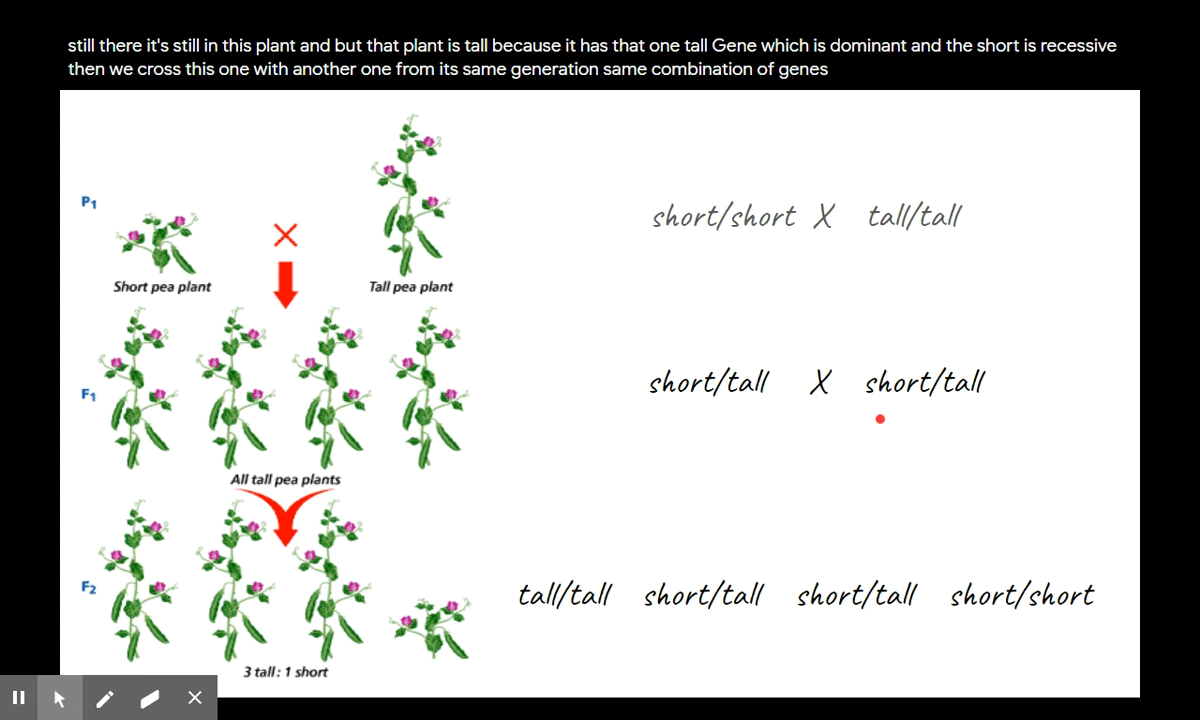 still there it's still in this plant and but that plant is tall because it has that one tall Gene which is dominant and the short is recessive
then we cross this one with another one from its same generation same combination of genes
P1
short/short X tall/tall
Short pea plant
Tall pea plant
F1
short/tall X short/tall
All tall pea plants
F2
tall/tall short/tall short/tall short/short
3 tall: 1 short